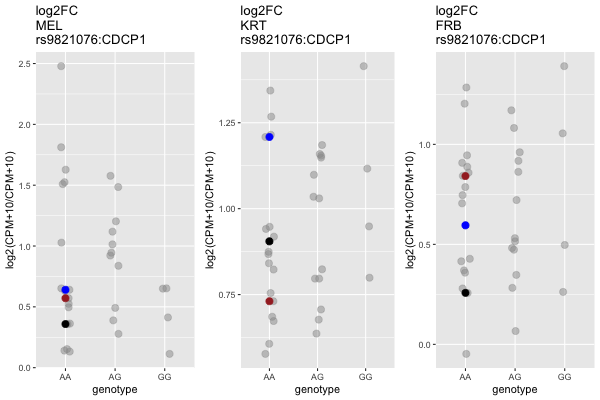 log2FC
MEL
rs9821076:CDCP1
log2(CPM+10/CPM+10)
2.5
2.0
1.5
1.0
0.5
0.0
AA AG GG
genotype
log2FC
KRT
rs9821076:CDCP1
log2(CPM+10/CPM+10)
1.25
1.00
0.75
AA AG GG
genotype
log2FC
FRB
rs9821076:CDCP1
log2(CPM+10/CPM+10)
1.0
0.5
0.0
AA AG GG
genotype